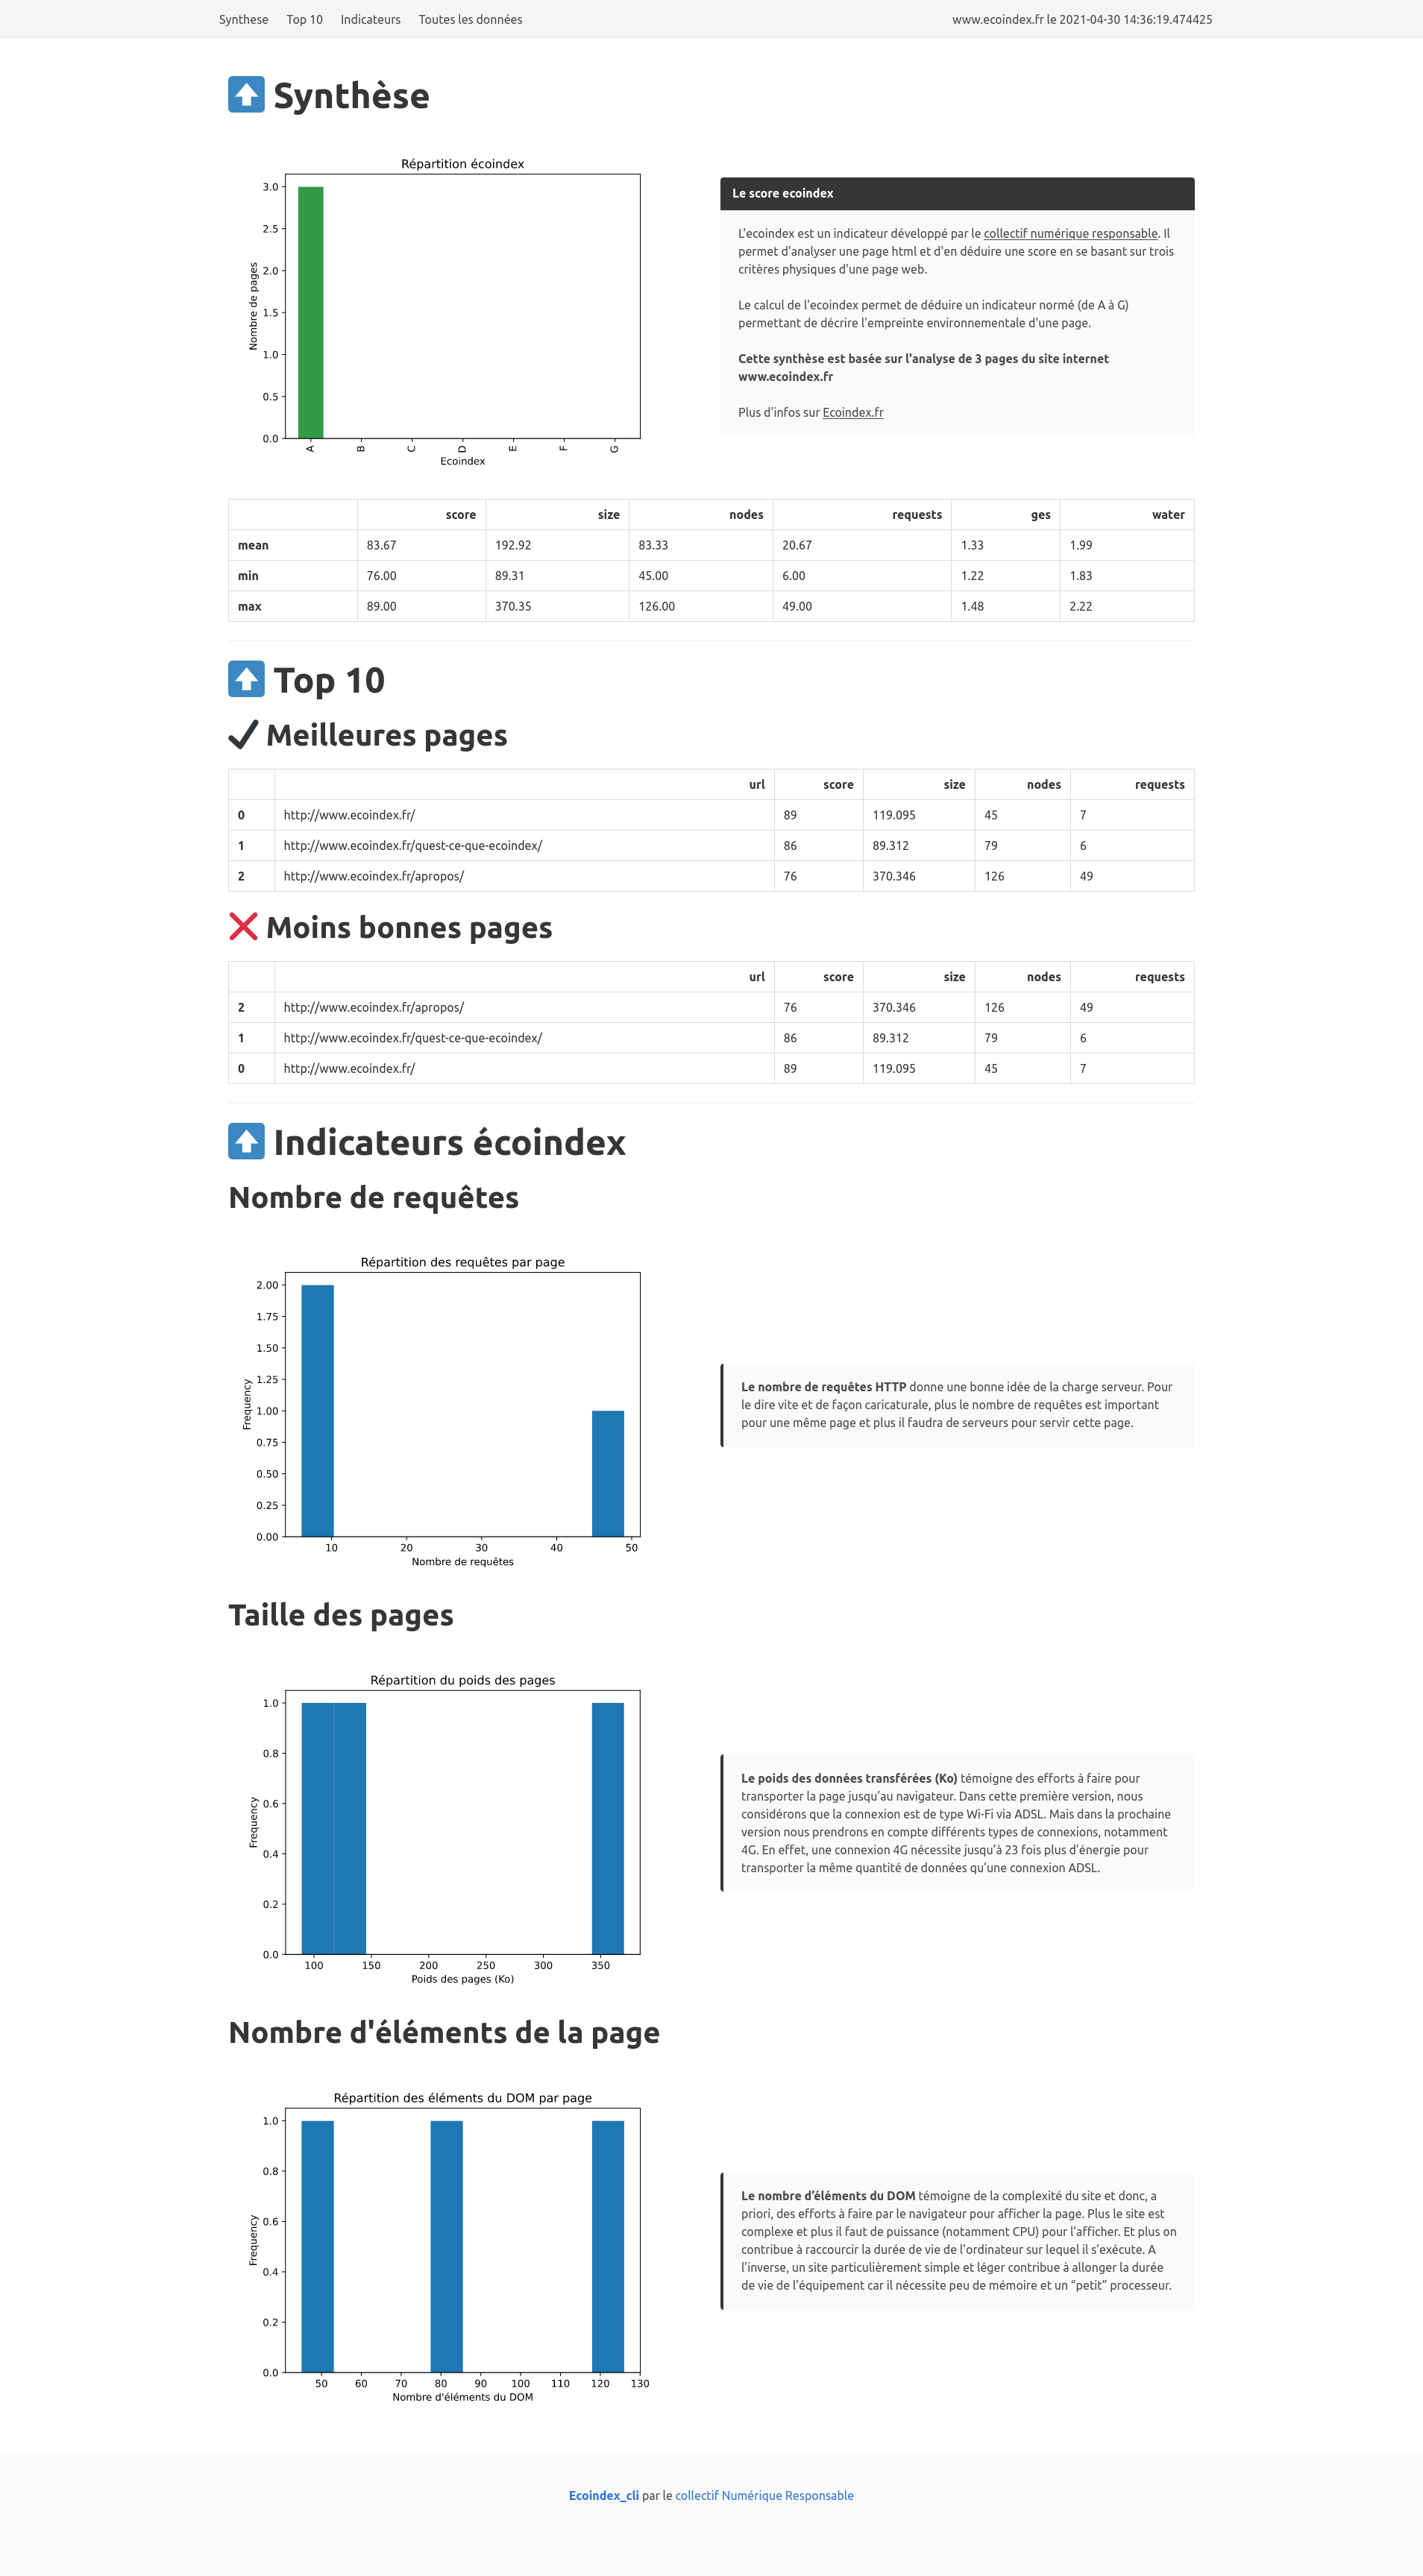 Synthese Top 10 Indicateurs Toutes les données www.ecoindex.fr le 2021-04-30 14:36:19.474425
Synthèse
Répartition écoindex
3.0
2.5
2.0
1.5
1.0
0.5
0.0
Nombre de pages
A B C D E F G
Ecoindex
Le score ecoindex
L'ecoindex est un indicateur développé par le collectif numérique responsable. Il
permet d'analyser une page html et d'en déduire une score en se basant sur trois
critères physiques d'une page web.
Le calcul de l'ecoindex permet de déduire un indicateur normé (de A à G)
permettant de décrire l'empreinte environnementale d'une page.
Cette synthèse est basée sur l'analyse de 3 pages du site internet
www.ecoindex.fr
Plus d'infos sur Ecoindex.fr
score size nodes requests ges water
mean 83.67 192.92 83.33 20.67 1.33 1.99
min 76.00 89.31 45.00 6.00 1.22 1.83
max 89.00 370.35 126.00 49.00 1.48 2.22
Top 10
Meilleures pages
url score size nodes requests
0 http://www.ecoindex.fr/ 89 119.095 45 7
1 http://www.ecoindex.fr/quest-ce-que-ecoindex/ 86 89.312 79 6
2 http://www.ecoindex.fr/apropos/ 76 370.346 126 49
Moins bonnes pages
url score size nodes requests
2 http://www.ecoindex.fr/apropos/ 76 370.346 126 49
1 http://www.ecoindex.fr/quest-ce-que-ecoindex/ 86 89.312 79 6
0 http://www.ecoindex.fr/ 89 119.095 45 7
Indicateurs écoindex
Nombre de requêtes
Répartition des requêtes par page
2.00
1.75
1.50
1.25
1.00
0.75
0.50
0.25
0.00
Frequency
10 20 30 40 50
Nombre de requêtes
Le nombre de requêtes HTTP donne une bonne idée de la charge serveur. Pour
le dire vite et de façon caricaturale, plus le nombre de requêtes est important
pour une même page et plus il faudra de serveurs pour servir cette page.
Taille des pages
Répartition du poids des pages
1.0
0.8
0.6
0.4
0.2
0.0
Frequency
100 150 200 250 300 350
Poids des pages (Ko)
Le poids des données transférées (Ko) témoigne des efforts à faire pour
transporter la page jusqu’au navigateur. Dans cette première version, nous
considérons que la connexion est de type Wi-Fi via ADSL. Mais dans la prochaine
version nous prendrons en compte différents types de connexions, notamment
4G. En effet, une connexion 4G nécessite jusqu’à 23 fois plus d’énergie pour
transporter la même quantité de données qu’une connexion ADSL.
Nombre d'éléments de la page
Répartition des éléments du DOM par page
1.0
0.8
0.6
0.4
0.2
0.0
Frequency
50 60 70 80 90 100 110 120 130
Nombre d'éléments du DOM
Le nombre d’éléments du DOM témoigne de la complexité du site et donc, a
priori, des efforts à faire par le navigateur pour afficher la page. Plus le site est
complexe et plus il faut de puissance (notamment CPU) pour l’afficher. Et plus on
contribue à raccourcir la durée de vie de l’ordinateur sur lequel il s’exécute. A
l’inverse, un site particulièrement simple et léger contribue à allonger la durée
de vie de l’équipement car il nécessite peu de mémoire et un “petit” processeur.
Ecoindex_cli par le collectif Numérique Responsable